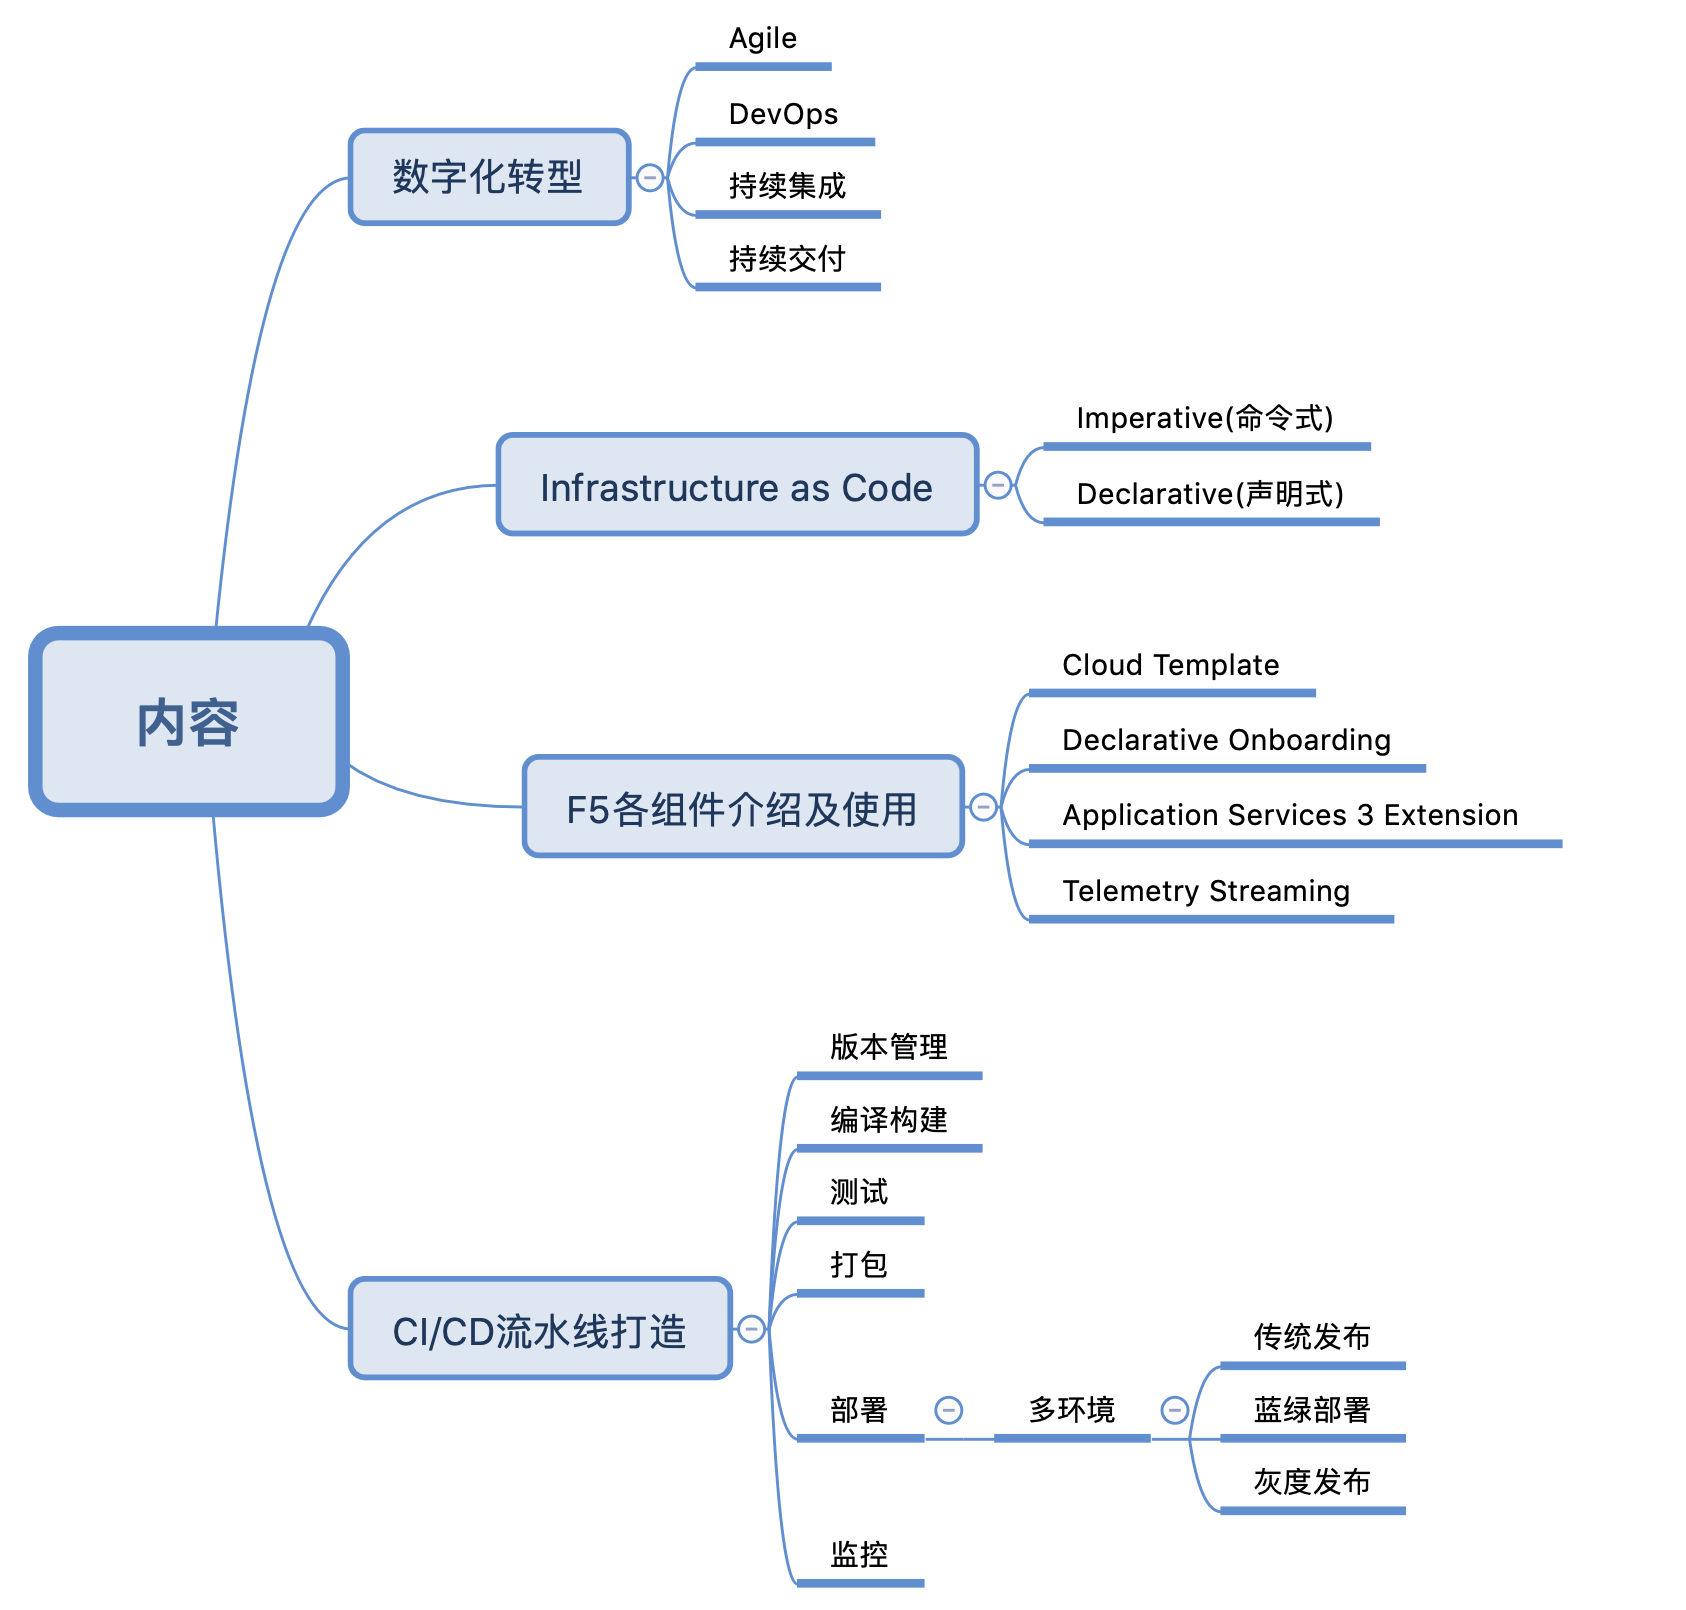 内容
数字化转型
Agile
DevOps
持续集成
持续交付
Infrastructure as Code
Imperative(命令式)
Declarative(声明式)
F5各组件介绍及使用
Cloud Template
Declarative Onboarding
Application Services 3 Extension
Telemetry Streaming
CI/CD流水线打造
版本管理
编译构建
测试
打包
部署
多环境
传统发布
蓝绿部署
灰度发布
监控